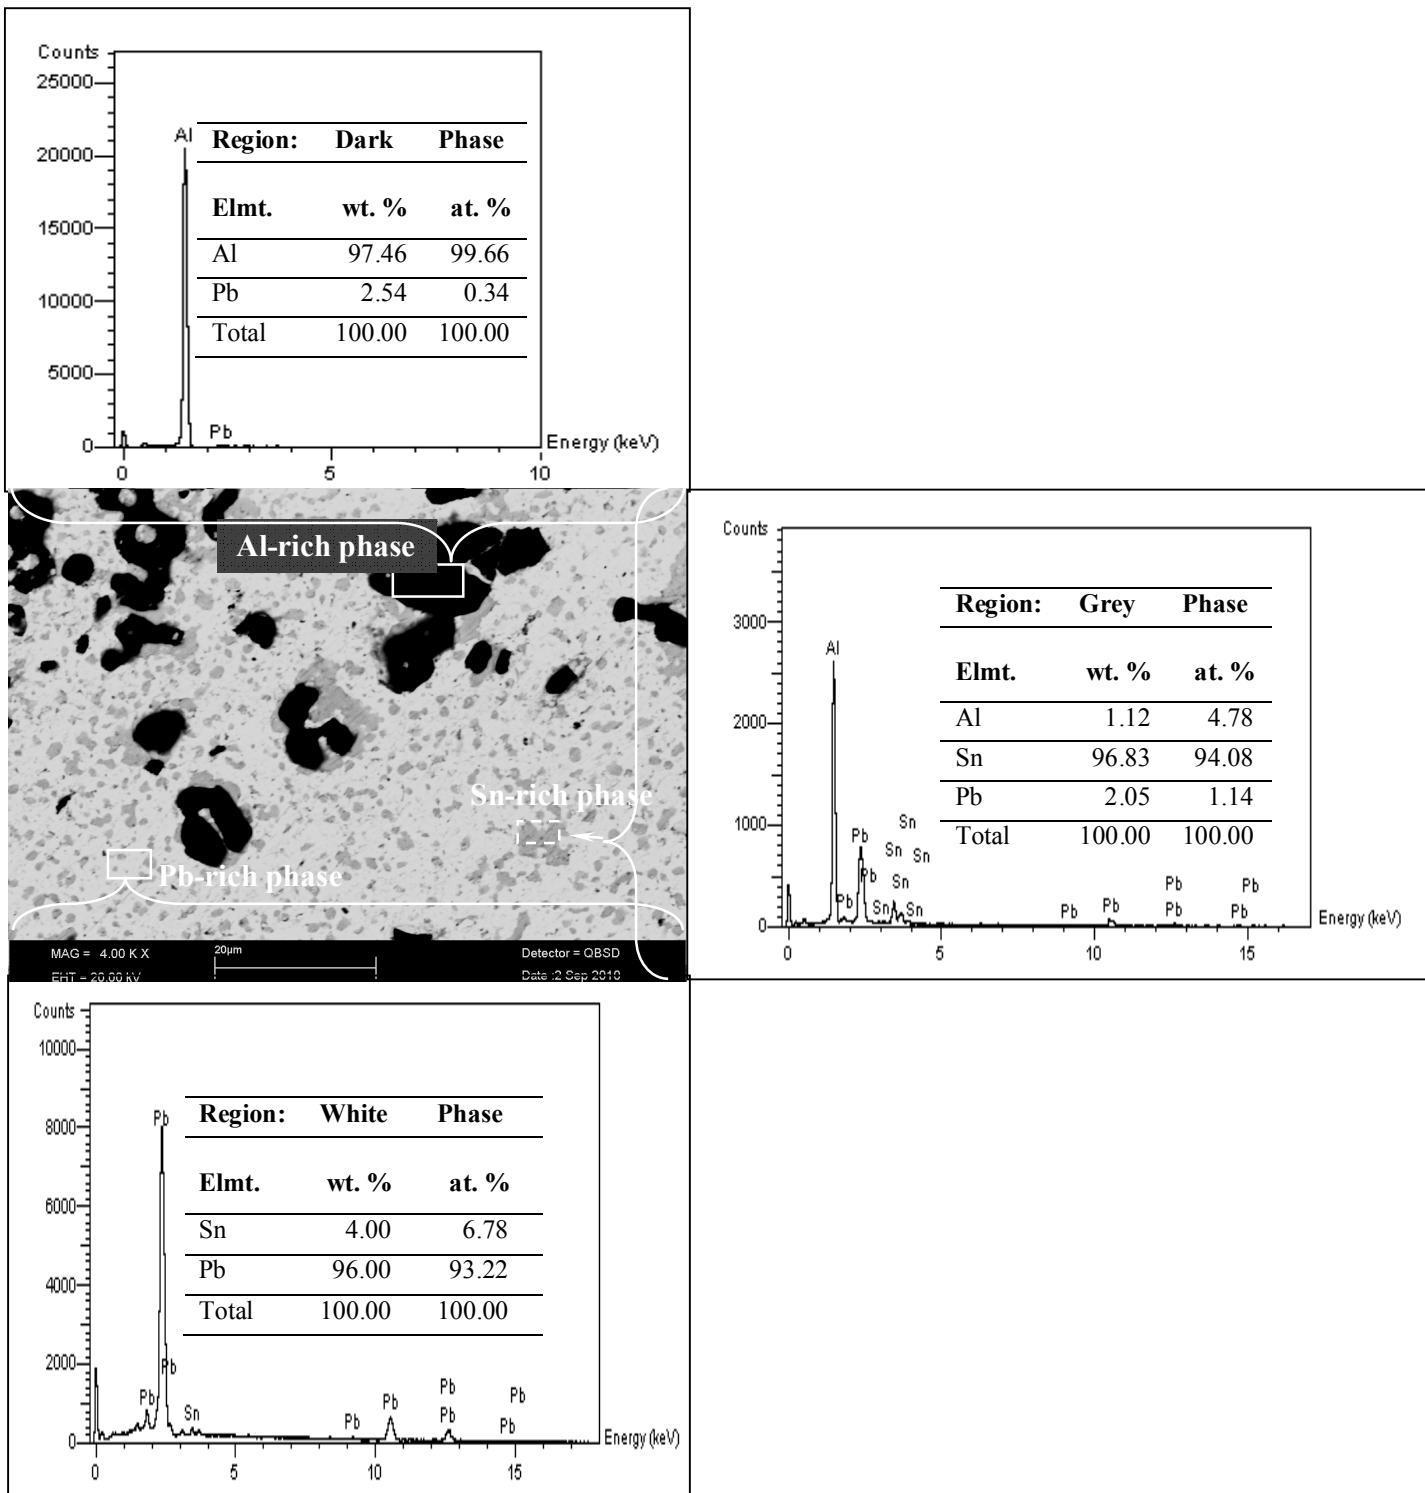 Counts
25000
20000
15000
10000
5000
0
Al
Pb
0 5 10
Energy (keV)
Region: Dark Phase
Elmt. wt. % at. %
Al 97.46 99.66
Pb 2.54 0.34
Total 100.00 100.00
Al-rich phase
Sn-rich phase
Pb-rich phase
MAG = 4.00 K X
20µm
Detector = QBSD
EHT = 20.00 kV
Date :2 Sep 2010
Counts
3000
2000
1000
0
Al
Pb
Pb
Pb
Sn
Sn
Sn
Sn
Sn
Sn
Pb
Pb
Pb
Pb
Pb
Pb
0 5 10 15
Energy (keV)
Region: Grey Phase
Elmt. wt. % at. %
Al 1.12 4.78
Sn 96.83 94.08
Pb 2.05 1.14
Total 100.00 100.00
Counts
10000
8000
6000
4000
2000
0
Pb
Pb
Pb
Sn
Pb
Pb
Pb
Pb
Pb
Pb
0 5 10 15
Energy (keV)
Region: White Phase
Elmt. wt. % at. %
Sn 4.00 6.78
Pb 96.00 93.22
Total 100.00 100.00